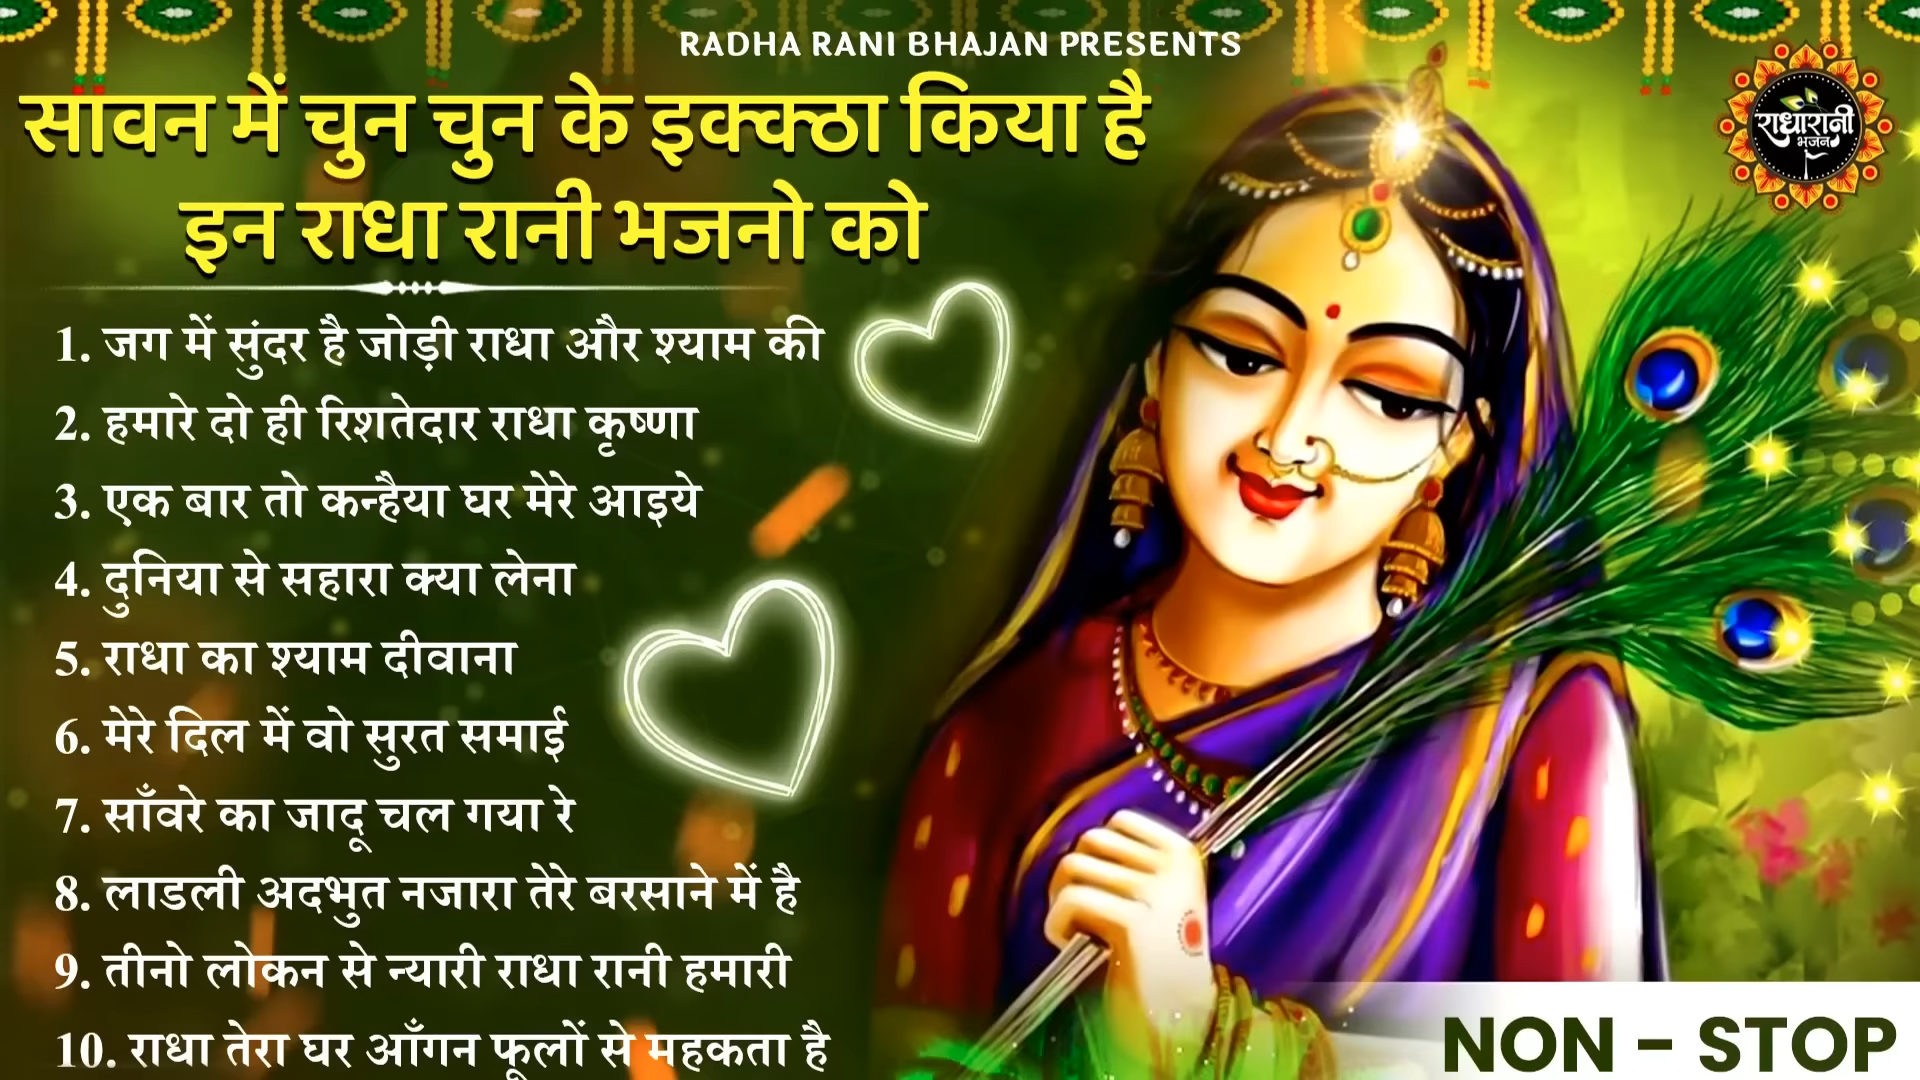 RADHA RANI BHAJAN PRESENTS
सावन में चुन चुन के इक्क्ठा किया है
इन राधा रानी भजनो को
राधारानी
भजन
1. जग में सुंदर है जोड़ी राधा और श्याम की
2. हमारे दो ही रिशतेदार राधा कृष्णा
3. एक बार तो कन्हैया घर मेरे आइये
4. दुनिया से सहारा क्या लेना
5. राधा का श्याम दीवाना
6. मेरे दिल में वो सुरत समाई
7. साँवरे का जादू चल गया रे
8. लाडली अदभुत नजारा तेरे बरसाने में है
9. तीनो लोकन से न्यारी राधा रानी हमारी
10. राधा तेरा घर आँगन फूलों से महकता है
NON - STOP